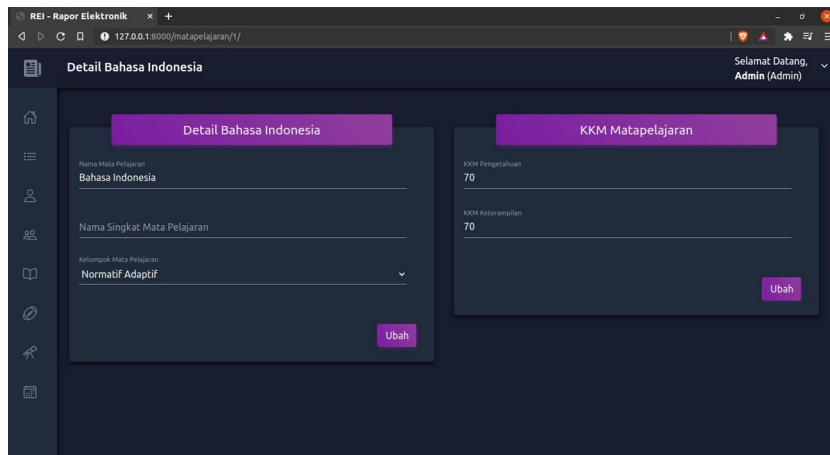 REI - Rapor Elektronik
127.0.0.1:8000/matapelajaran/1/
Detail Bahasa Indonesia
Selamat Datang,
Admin (Admin)
Detail Bahasa Indonesia
Nama Mata Pelajaran
Bahasa Indonesia
Nama Singkat Mata Pelajaran
Kelompok Mata Pelajaran
Normatif Adaptif
Ubah
KKM Matapelajaran
KKM Pengetahuan
70
KKM Keterampilan
70
Ubah